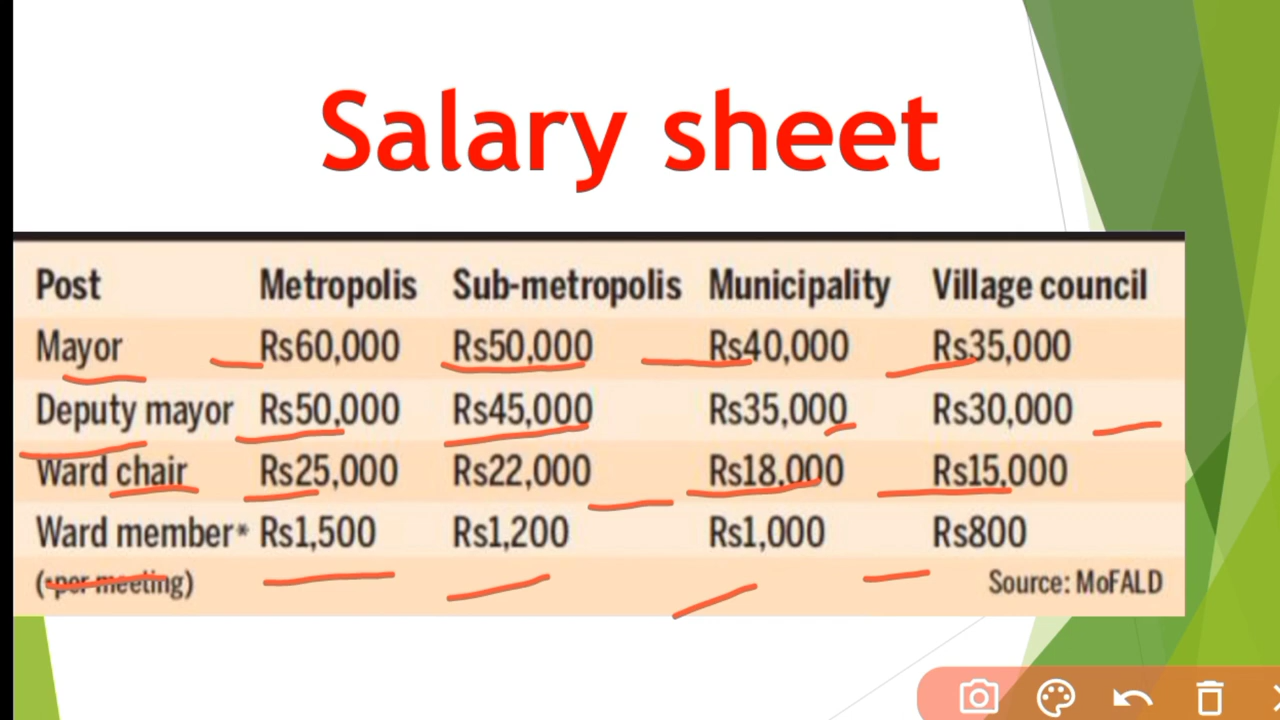 Salary sheet
Post Metropolis Sub-metropolis Municipality Village council
Mayor Rs60,000 Rs50,000 Rs40,000 Rs35,000
Deputy mayor Rs50,000 Rs45,000 Rs35,000 Rs30,000
Ward chair Rs25,000 Rs22,000 Rs18,000 Rs15,000
Ward member* Rs1,500 Rs1,200 Rs1,000 Rs800
(*per meeting) Source: MoFALD